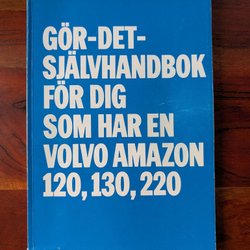 GÖR-DET-
SJÄLVHANDBOK
FÖR DIG
SOM HAR EN
VOLVO AMAZON
120, 130, 220